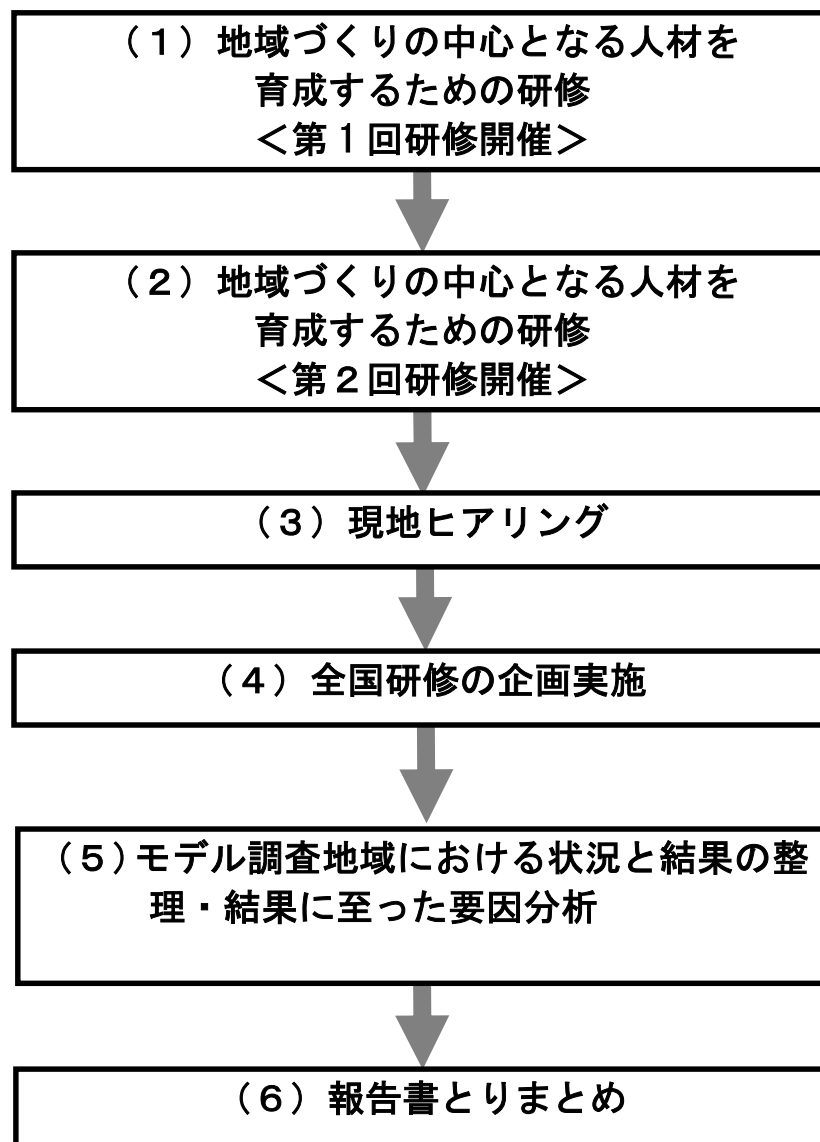 （１）地域づくりの中心となる人材を
育成するための研修
＜第１回研修開催＞
（２）地域づくりの中心となる人材を
育成するための研修
＜第２回研修開催＞
（３）現地ヒアリング
（４）全国研修の企画実施
（５）モデル調査地域における状況と結果の整
理・結果に至った要因分析
（６）報告書とりまとめ